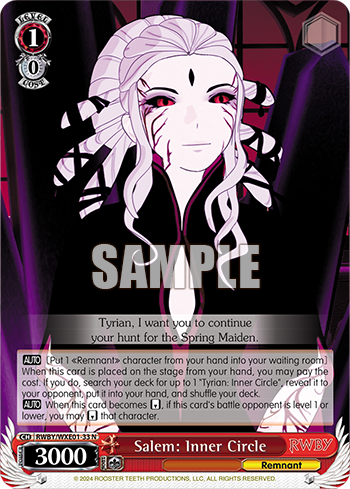 LEVEL
1
0
COST
SAMPLE
Tyrian, I want you to continue
your hunt for the Spring Maiden.
AUTO [Put 1 «Remnant» character from your hand into your waiting room]
When this card is placed on the stage from your hand, you may pay the
cost. If you do, search your deck for up to 1 "Tyrian: Inner Circle", reveal it to
your opponent, put it into your hand, and shuffle your deck.
AUTO When this card becomes [ ], if this card's battle opponent is level 1 or
lower, you may [ ] that character.
CH RWBY/WXE01-33 N
POWER
3000
Salem: Inner Circle
RWBY
Remnant
© 2024 ROOSTER TEETH PRODUCTIONS, LLC, ALL RIGHTS RESERVED.